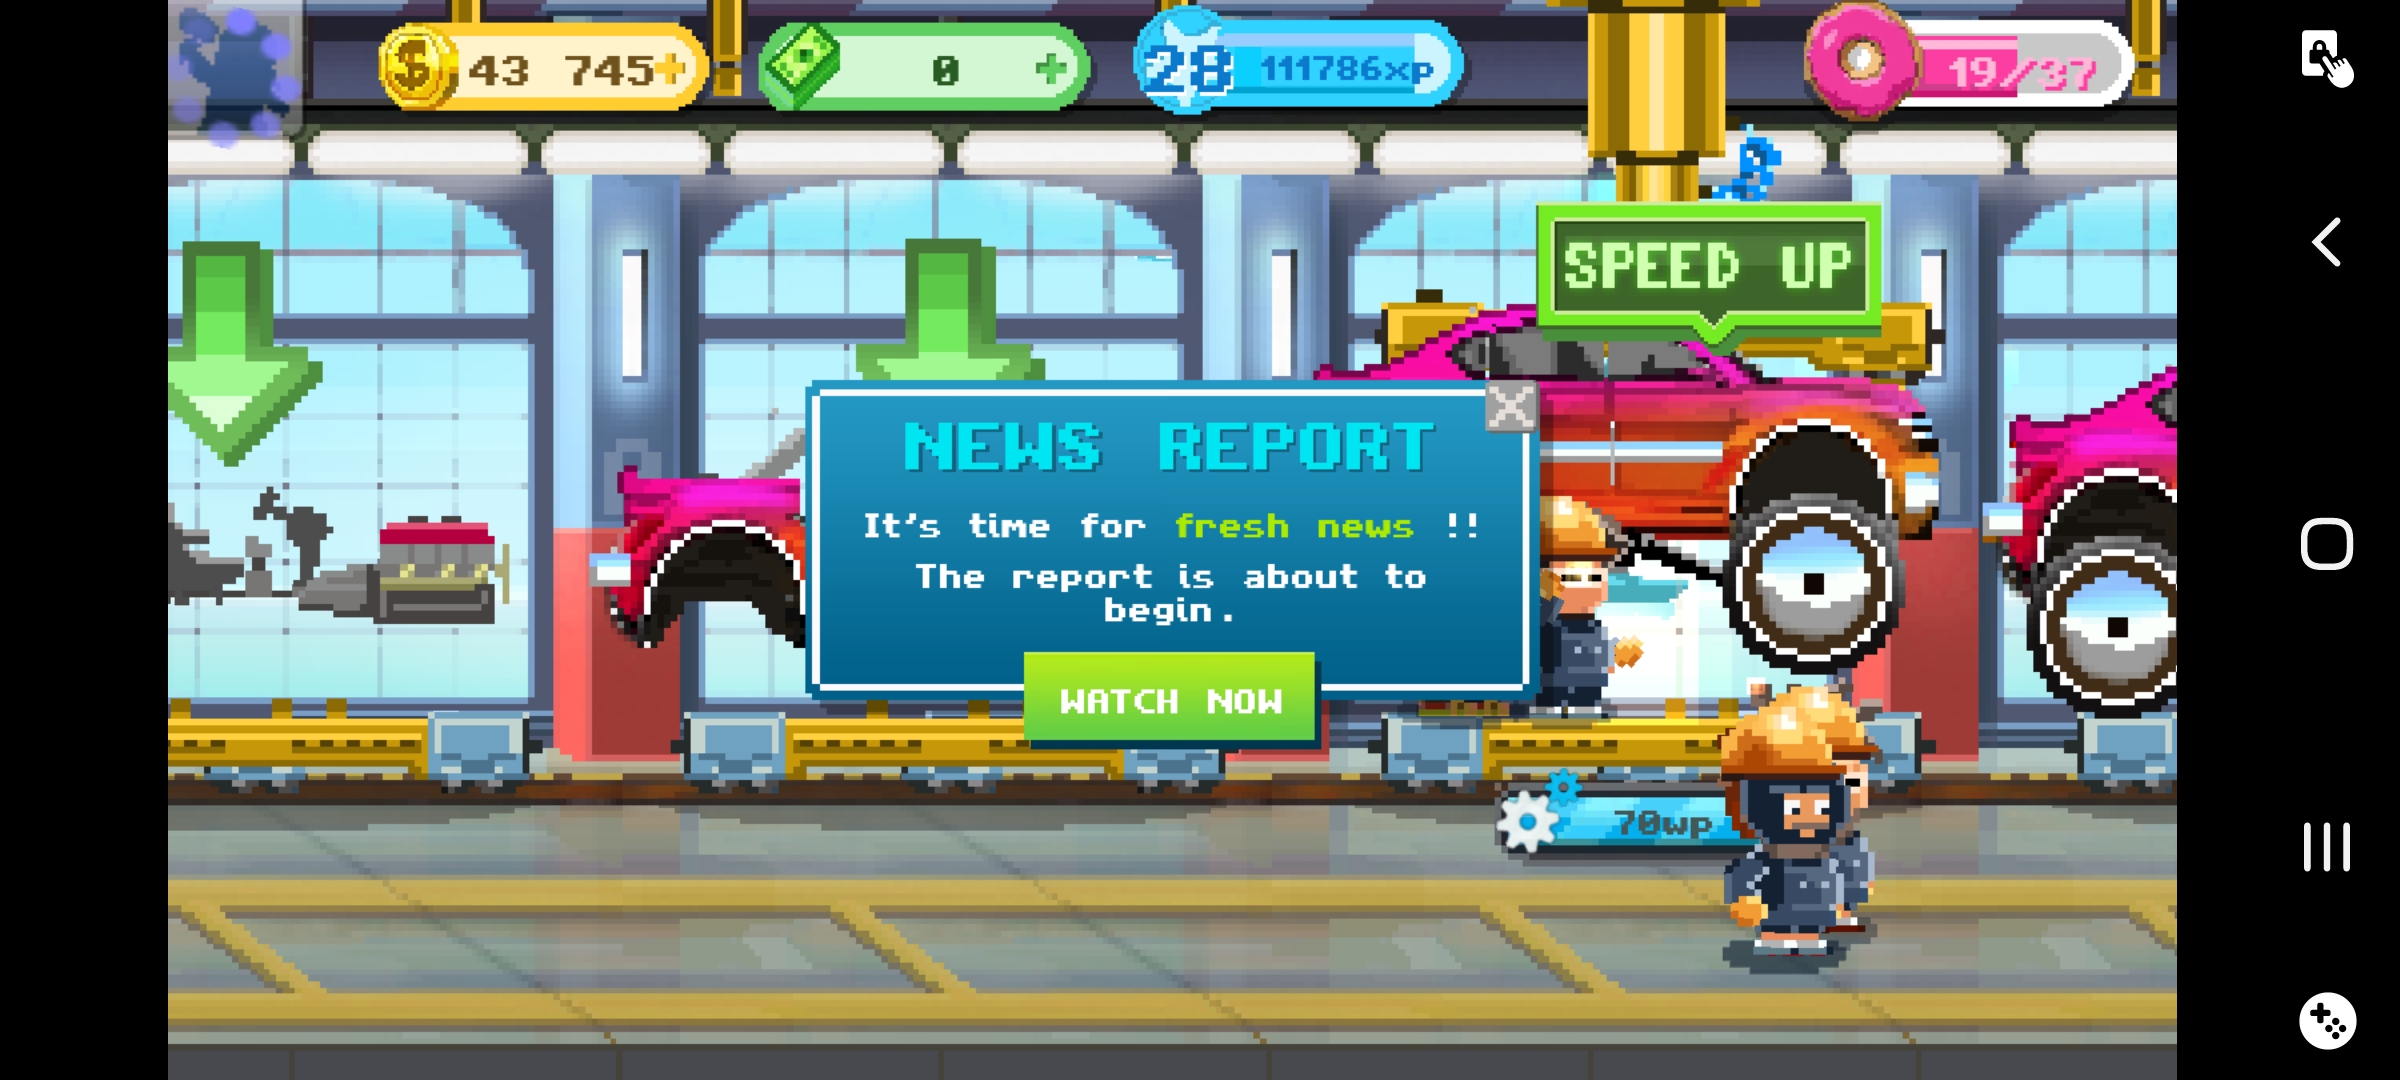 43 745+
0 +
28 111786xp
19/37
SPEED UP
NEWS REPORT
It's time for fresh news !!
The report is about to
begin.
WATCH NOW
70wp